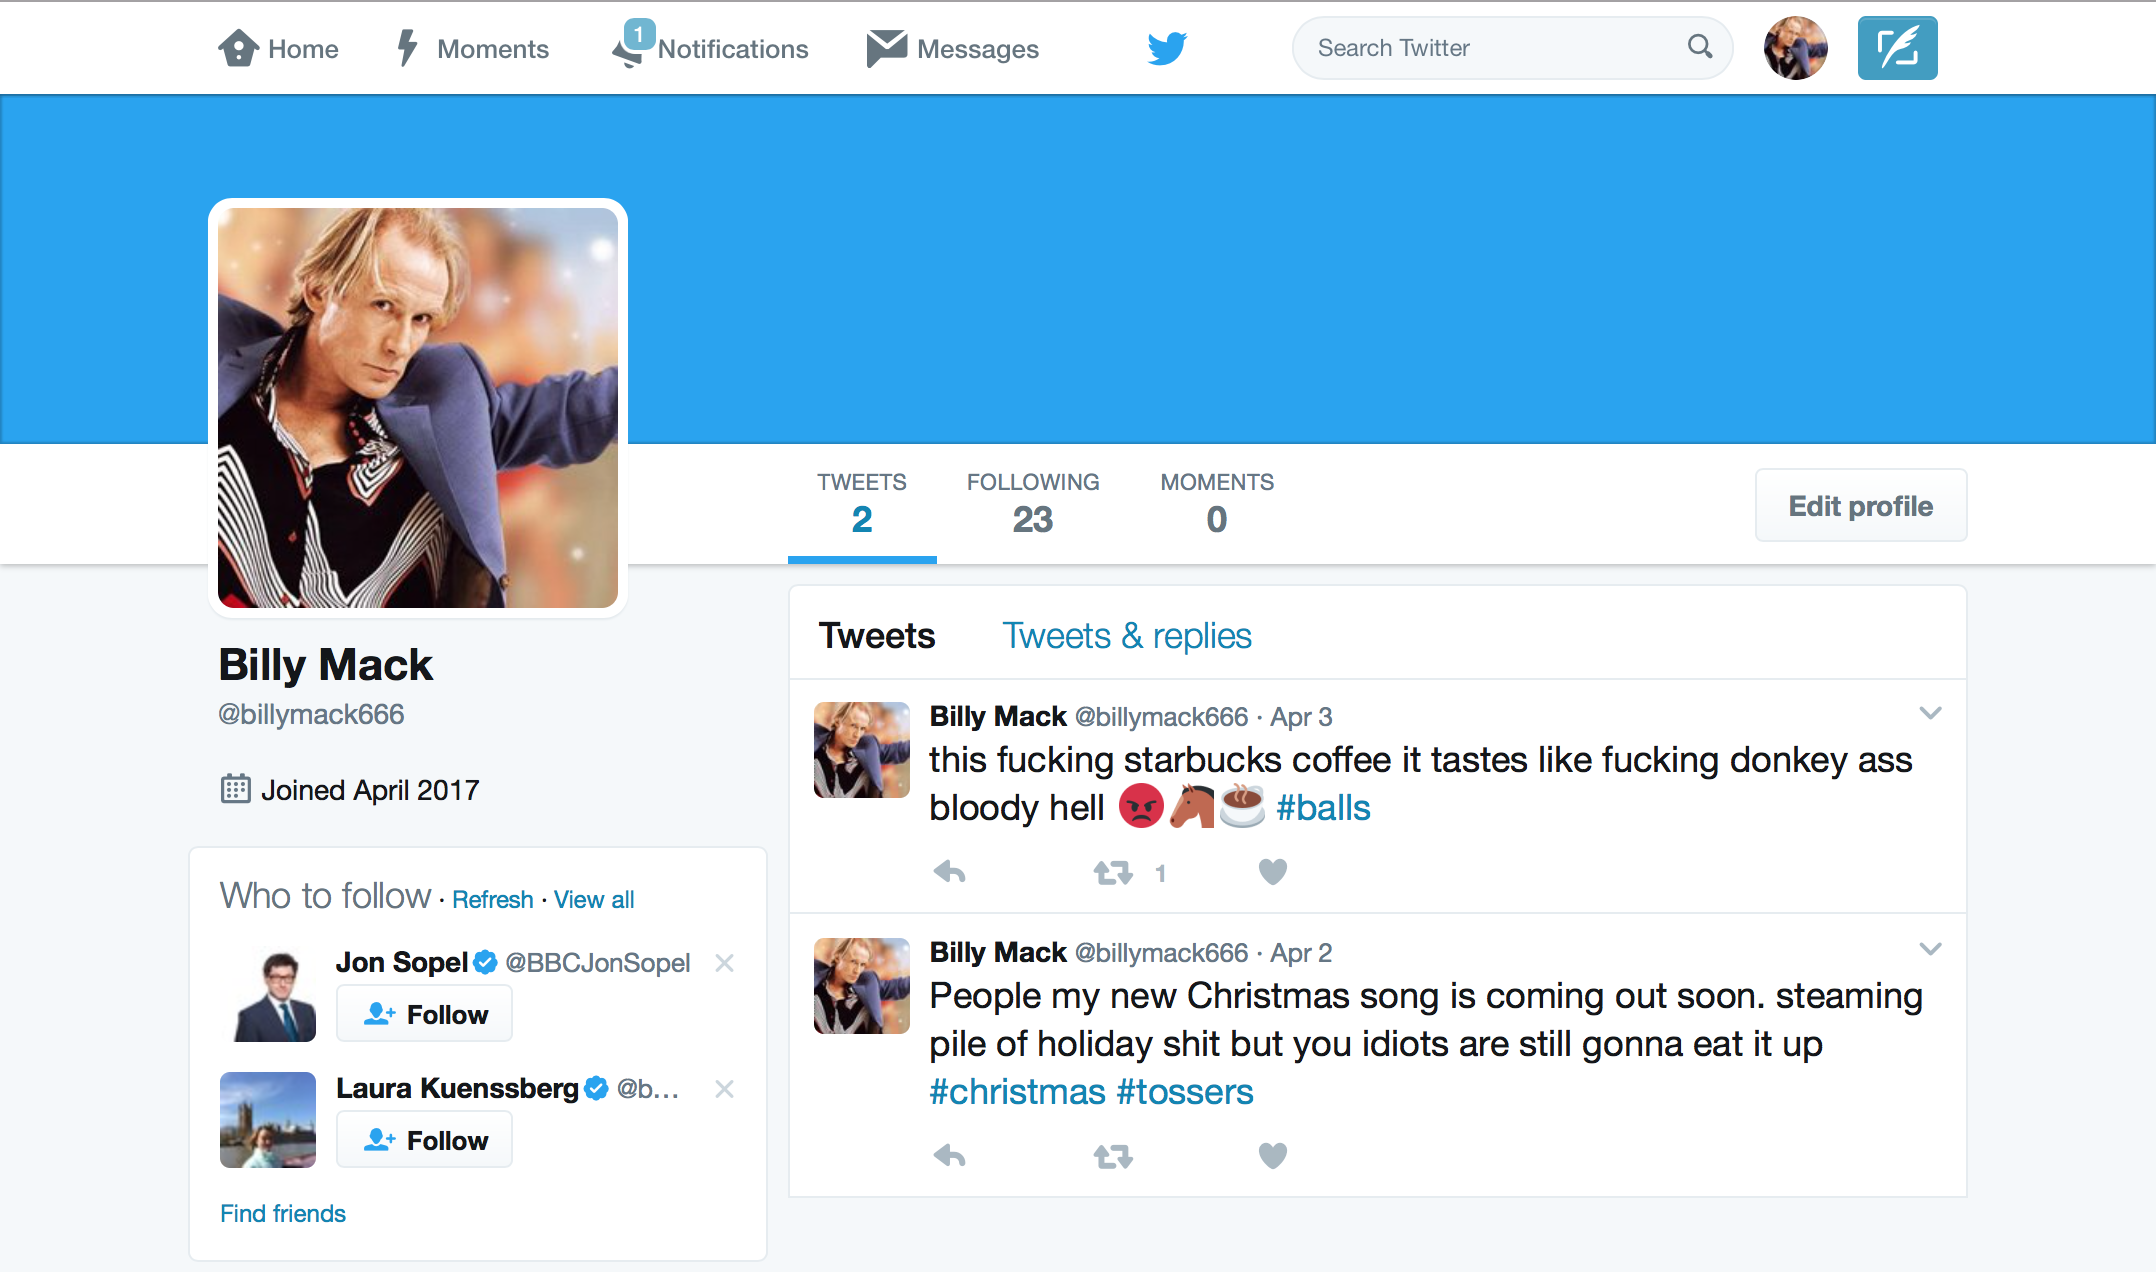 Home
Moments
1
Notifications
Messages
Search Twitter
TWEETS
2
FOLLOWING
23
MOMENTS
0
Edit profile
Billy Mack
@billymack666
Joined April 2017
Who to follow · Refresh · View all
Jon Sopel @BBCJonSopel
Follow
Laura Kuenssberg @b...
Follow
Find friends
Tweets
Tweets & replies
Billy Mack @billymack666 · Apr 3
this fucking starbucks coffee it tastes like fucking donkey ass
bloody hell 😡🐴☕ #balls
1
Billy Mack @billymack666 · Apr 2
People my new Christmas song is coming out soon. steaming
pile of holiday shit but you idiots are still gonna eat it up
#christmas #tossers